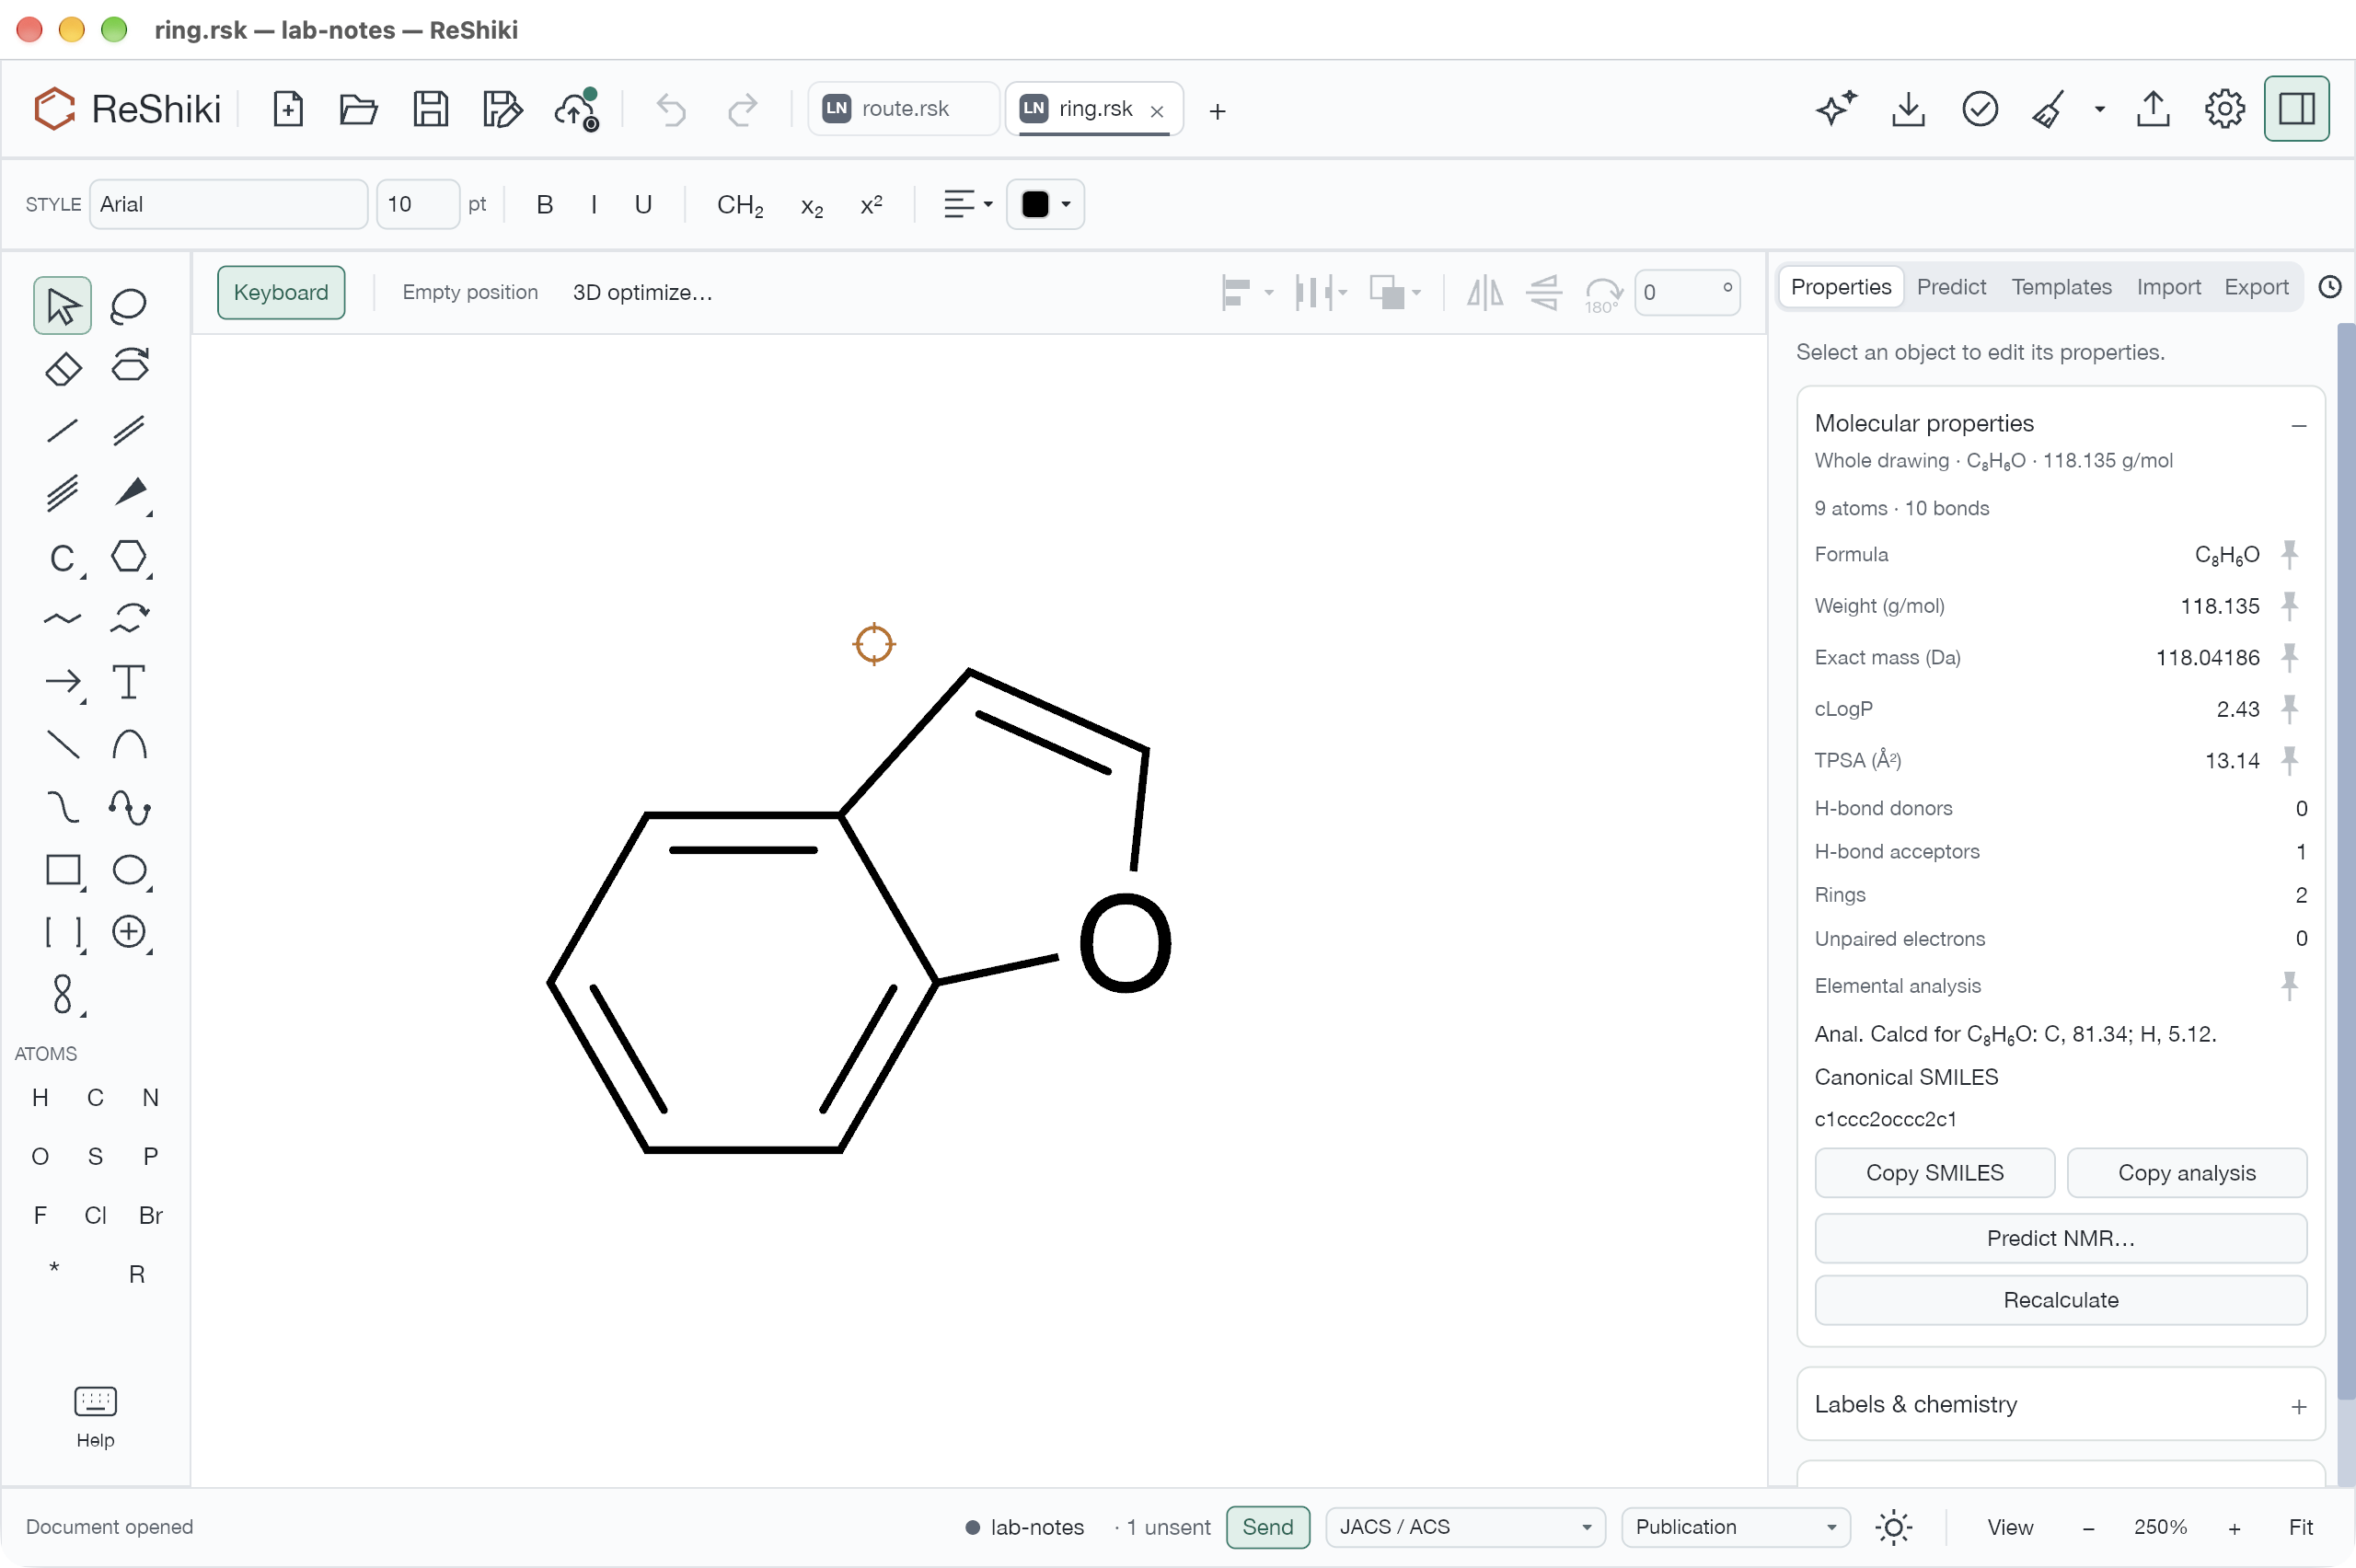 ring.rsk — lab-notes — ReShiki
ReShiki
LN route.rsk
LN ring.rsk × +
STYLE Arial 10 pt B I U CH₂ x₂ x²
Keyboard Empty position 3D optimize... 180° 0 °
Properties Predict Templates Import Export
Select an object to edit its properties.
Molecular properties –
Whole drawing · C₈H₆O · 118.135 g/mol
9 atoms · 10 bonds
Formula C₈H₆O
Weight (g/mol) 118.135
Exact mass (Da) 118.04186
cLogP 2.43
TPSA (Å²) 13.14
H-bond donors 0
H-bond acceptors 1
Rings 2
Unpaired electrons 0
Elemental analysis
Anal. Calcd for C₈H₆O: C, 81.34; H, 5.12.
Canonical SMILES
c1ccc2occc2c1
Copy SMILES Copy analysis
Predict NMR...
Recalculate
Labels & chemistry +
C
T
[ ]
ATOMS
H C N
O S P
F Cl Br
* R
Help
O
Document opened
lab-notes · 1 unsent Send JACS / ACS Publication View – 250% + Fit